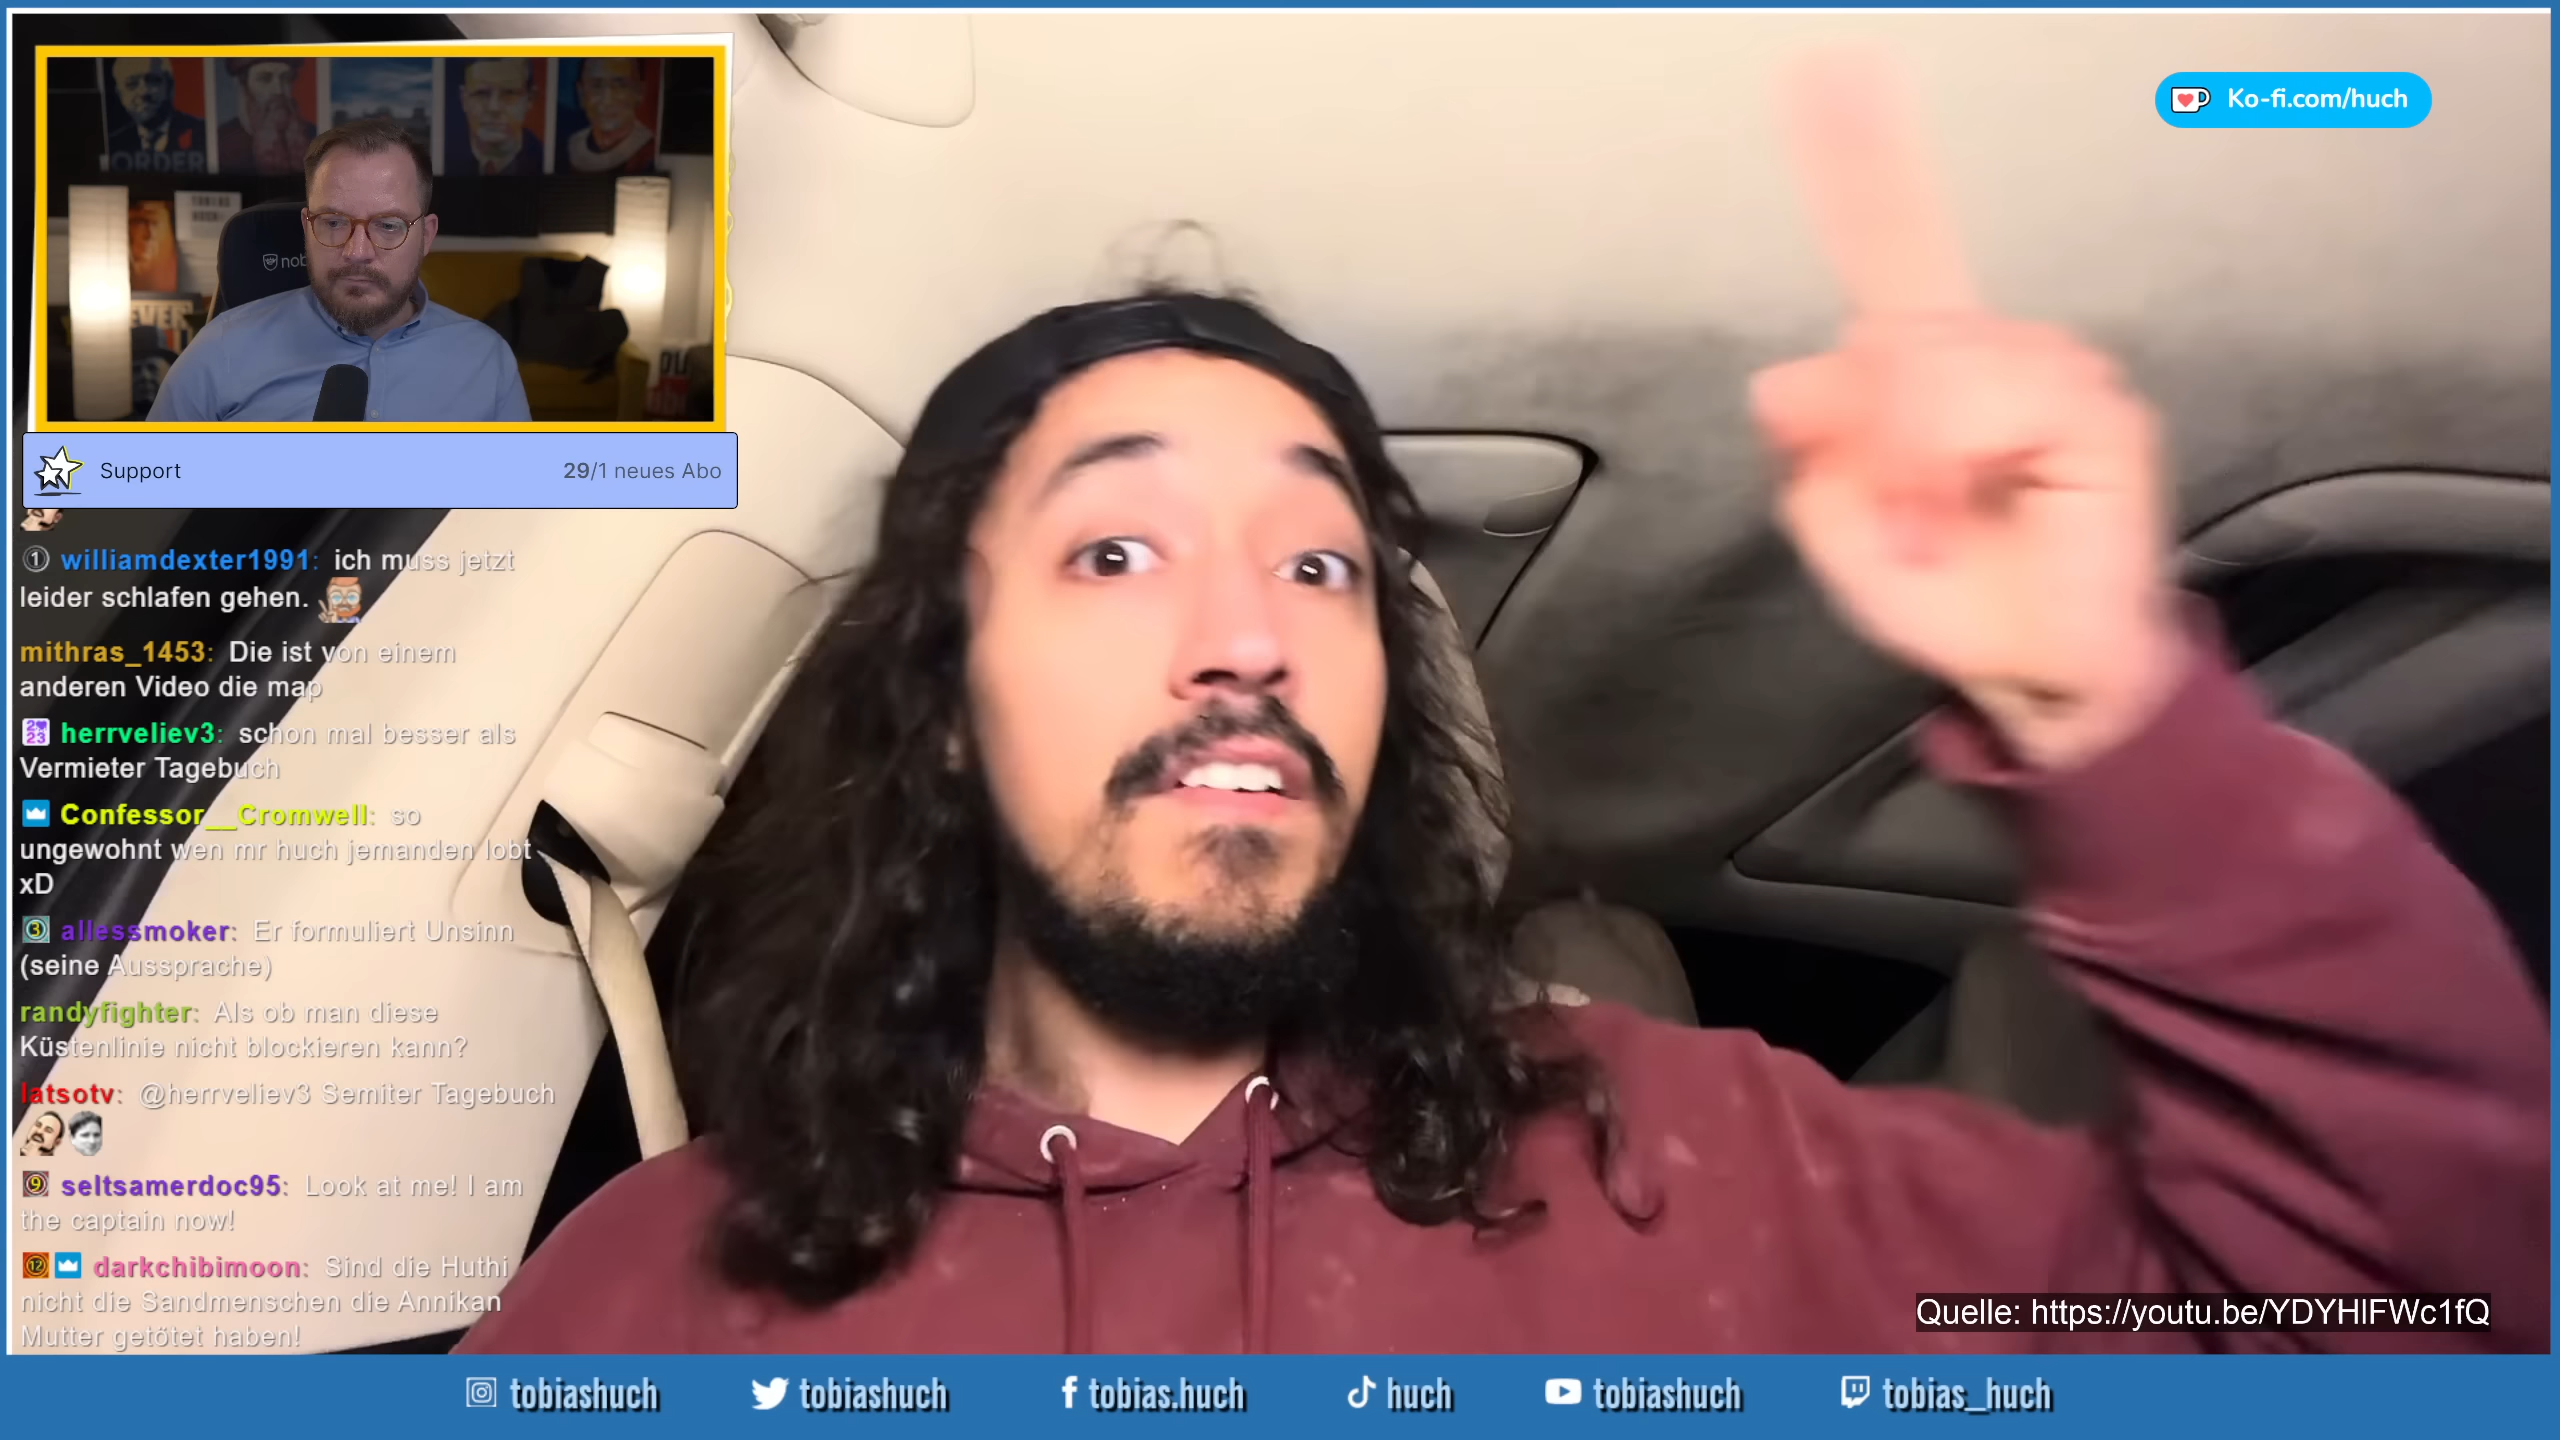 Ko-fi.com/huch
ORDER
TOBIAS
nob
Support
29/1 neues Abo
williamdexter1991: ich muss jetzt
leider schlafen gehen.
mithras_1453: Die ist von einem
anderen Video die map
herrveliev3: schon mal besser als
Vermieter Tagebuch
Confessor__Cromwell: so
ungewohnt wen mr huch jemanden lobt
xD
allessmoker: Er formuliert Unsinn
(seine Aussprache)
randyfighter: Als ob man diese
Küstenlinie nicht blockieren kann?
latsotv: @herrveliev3 Semiter Tagebuch
seltsamerdoc95: Look at me! I am
the captain now!
darkchibimoon: Sind die Huthi
nicht die Sandmenschen die Annikan
Mutter getötet haben!
Quelle: https://youtu.be/YDYHlFWc1fQ
tobiashuch
tobiashuch
tobias.huch
huch
tobiashuch
tobias_huch